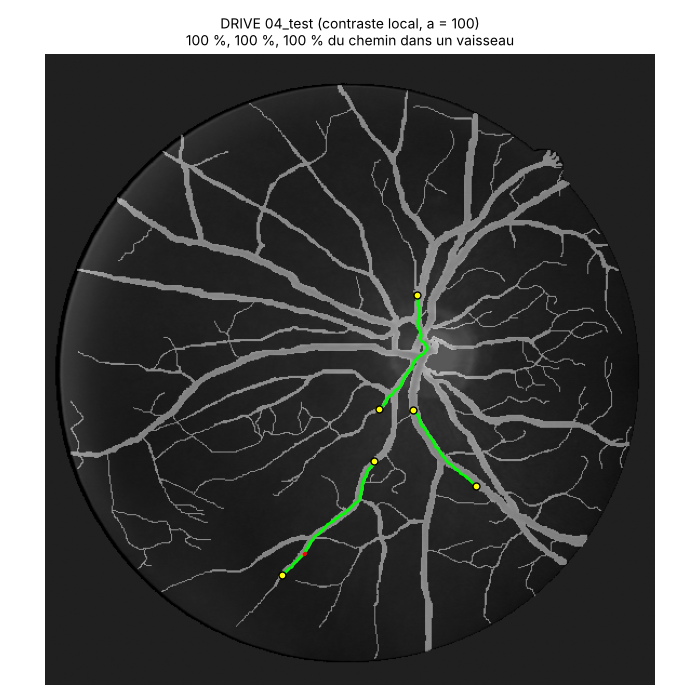 DRIVE 04_test (contraste local, a = 100)
100 %, 100 %, 100 % du chemin dans un vaisseau